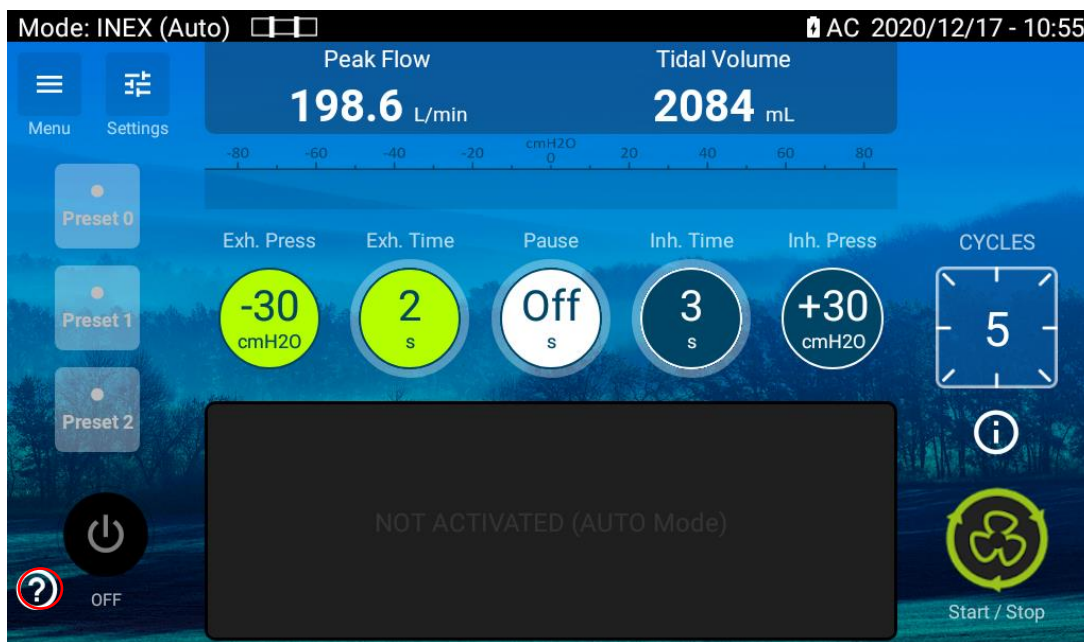 Mode: INEX (Auto) AC 2020/12/17 - 10:55
Menu Settings
Peak Flow Tidal Volume
198.6 L/min 2084 mL
cmH2O
-80 -60 -40 -20 0 20 40 60 80
Preset 0
Preset 1
Preset 2
Exh. Press Exh. Time Pause Inh. Time Inh. Press CYCLES
-30 2 Off 3 +30 5
cmH2O s s s cmH2O
i
NOT ACTIVATED (AUTO Mode)
?
OFF
Start / Stop